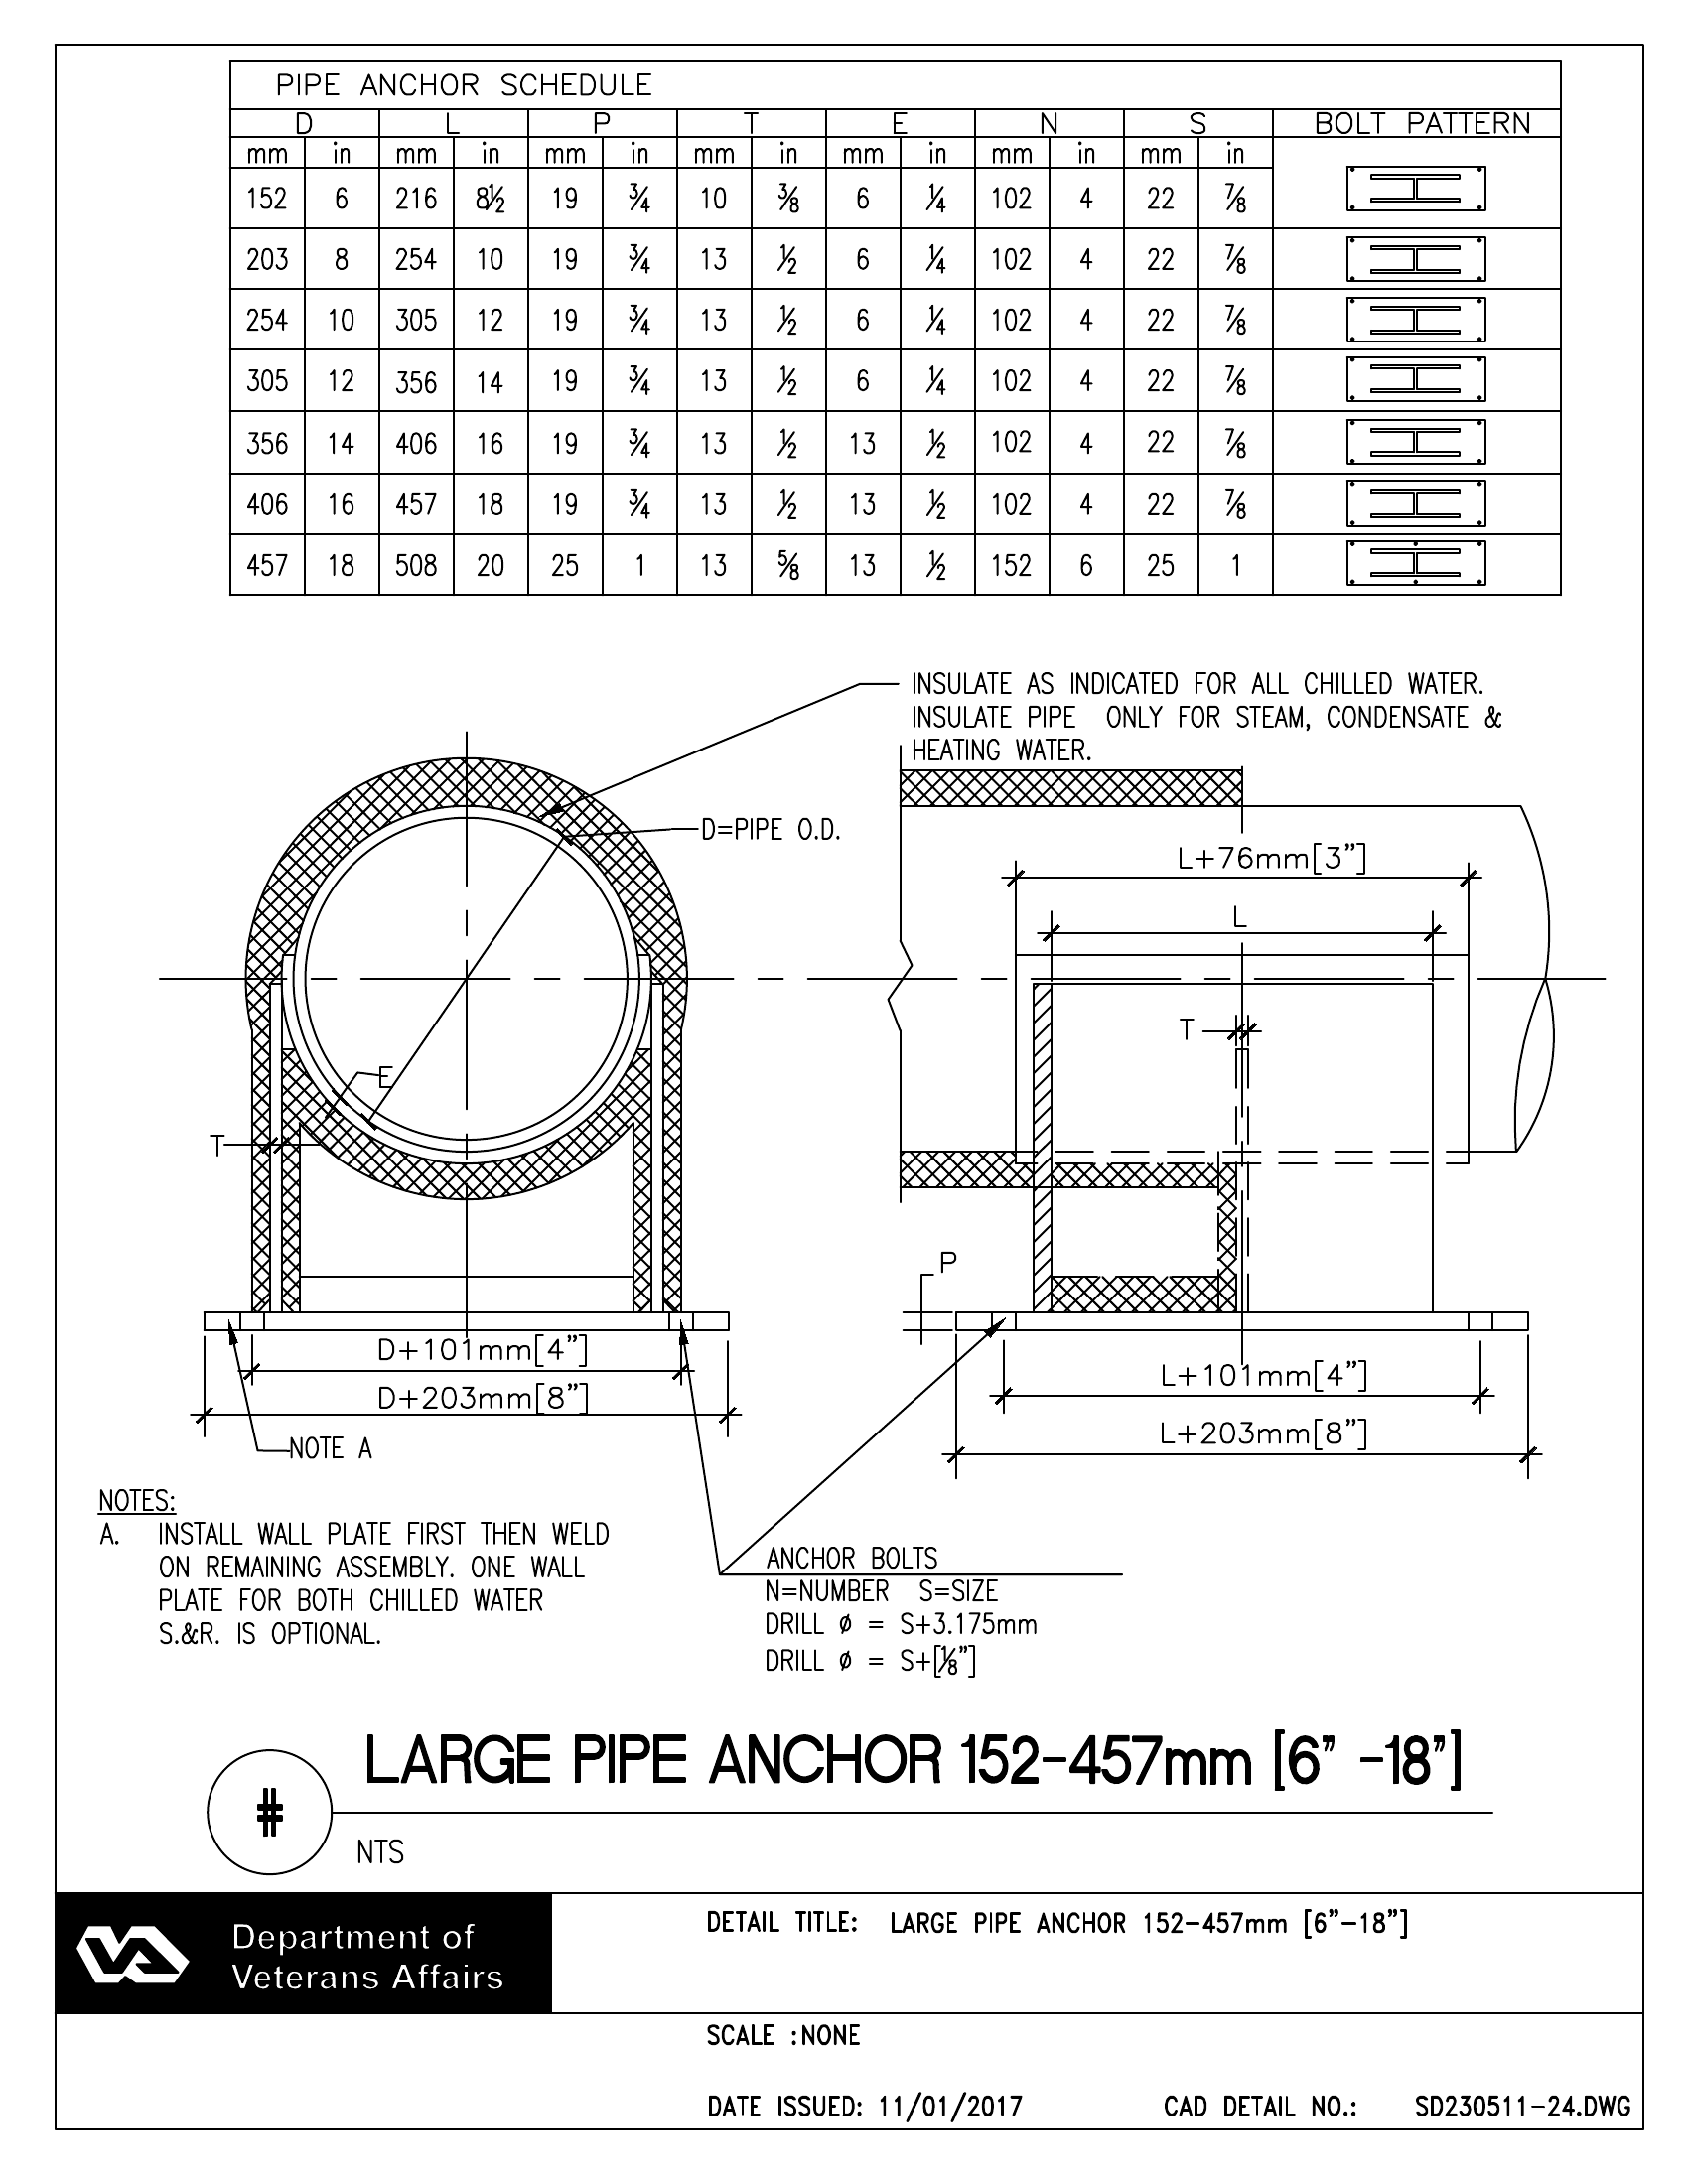 PIPE ANCHOR SCHEDULE
D L P T E N S BOLT PATTERN
mm in mm in mm in mm in mm in mm in mm in
152 6 216 8½ 19 ¾ 10 ⅜ 6 ¼ 102 4 22 ⅞
203 8 254 10 19 ¾ 13 ½ 6 ¼ 102 4 22 ⅞
254 10 305 12 19 ¾ 13 ½ 6 ¼ 102 4 22 ⅞
305 12 356 14 19 ¾ 13 ½ 6 ¼ 102 4 22 ⅞
356 14 406 16 19 ¾ 13 ½ 13 ½ 102 4 22 ⅞
406 16 457 18 19 ¾ 13 ½ 13 ½ 102 4 22 ⅞
457 18 508 20 25 1 13 ⅝ 13 ½ 152 6 25 1
INSULATE AS INDICATED FOR ALL CHILLED WATER.
INSULATE PIPE ONLY FOR STEAM, CONDENSATE &
HEATING WATER.
D=PIPE O.D.
L+76mm[3"]
L
T
E
T
P
D+101mm[4"]
D+203mm[8"]
L+101mm[4"]
L+203mm[8"]
NOTE A
NOTES:
A. INSTALL WALL PLATE FIRST THEN WELD
ON REMAINING ASSEMBLY. ONE WALL
PLATE FOR BOTH CHILLED WATER
S.&R. IS OPTIONAL.
ANCHOR BOLTS
N=NUMBER S=SIZE
DRILL ø = S+3.175mm
DRILL ø = S+[⅛"]
LARGE PIPE ANCHOR 152-457mm [6" -18"]
#
NTS
Department of
Veterans Affairs
DETAIL TITLE: LARGE PIPE ANCHOR 152-457mm [6"-18"]
SCALE :NONE
DATE ISSUED: 11/01/2017 CAD DETAIL NO.: SD230511-24.DWG